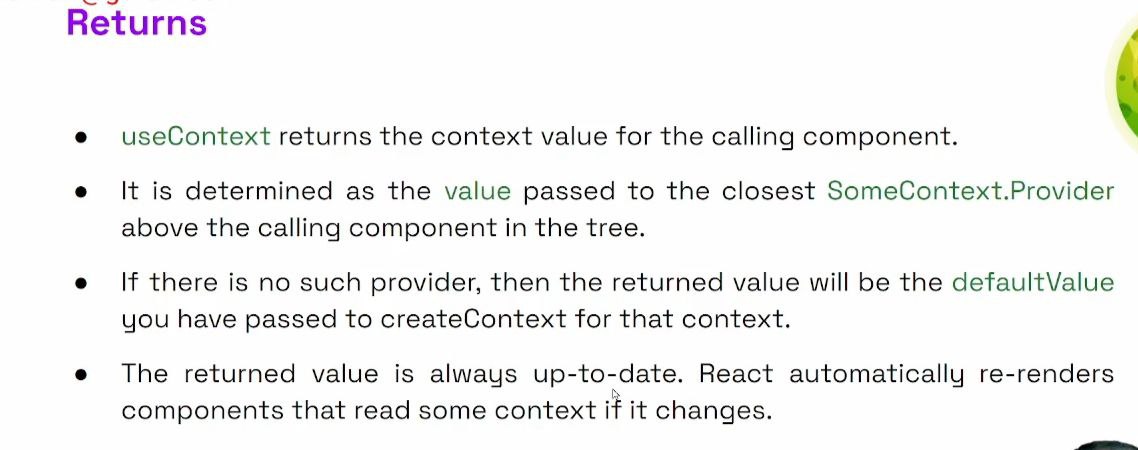 Returns
● useContext returns the context value for the calling component.
● It is determined as the value passed to the closest SomeContext.Provider
above the calling component in the tree.
● If there is no such provider, then the returned value will be the defaultValue
you have passed to createContext for that context.
● The returned value is always up-to-date. React automatically re-renders
components that read some context if it changes.